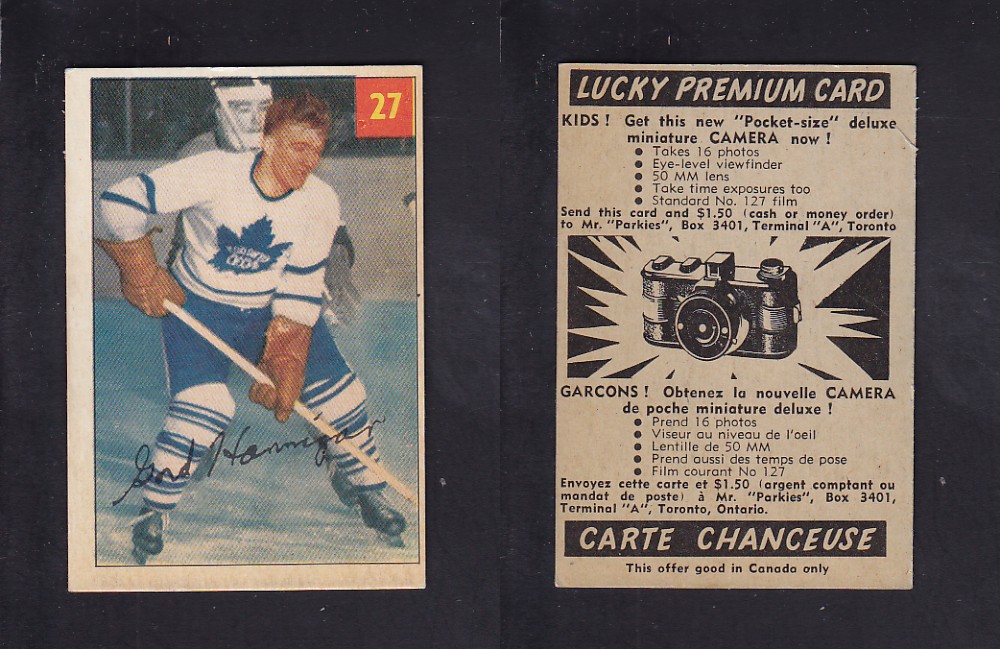 27
Gord Hannigan
LUCKY PREMIUM CARD
KIDS ! Get this new "Pocket-size" deluxe
miniature CAMERA now !
● Takes 16 photos
● Eye-level viewfinder
● 50 MM lens
● Take time exposures too
● Standard No. 127 film
Send this card and $1.50 (cash or money order)
to Mr. "Parkies", Box 3401, Terminal "A", Toronto
GARCONS ! Obtenez la nouvelle CAMERA
de poche miniature deluxe !
● Prend 16 photos
● Viseur au niveau de l'oeil
● Lentille de 50 MM
● Prend aussi des temps de pose
● Film courant No 127
Envoyez cette carte et $1.50 (argent comptant ou
mandat de poste) à Mr. "Parkies", Box 3401,
Terminal "A", Toronto, Ontario.
CARTE CHANCEUSE
This offer good in Canada only